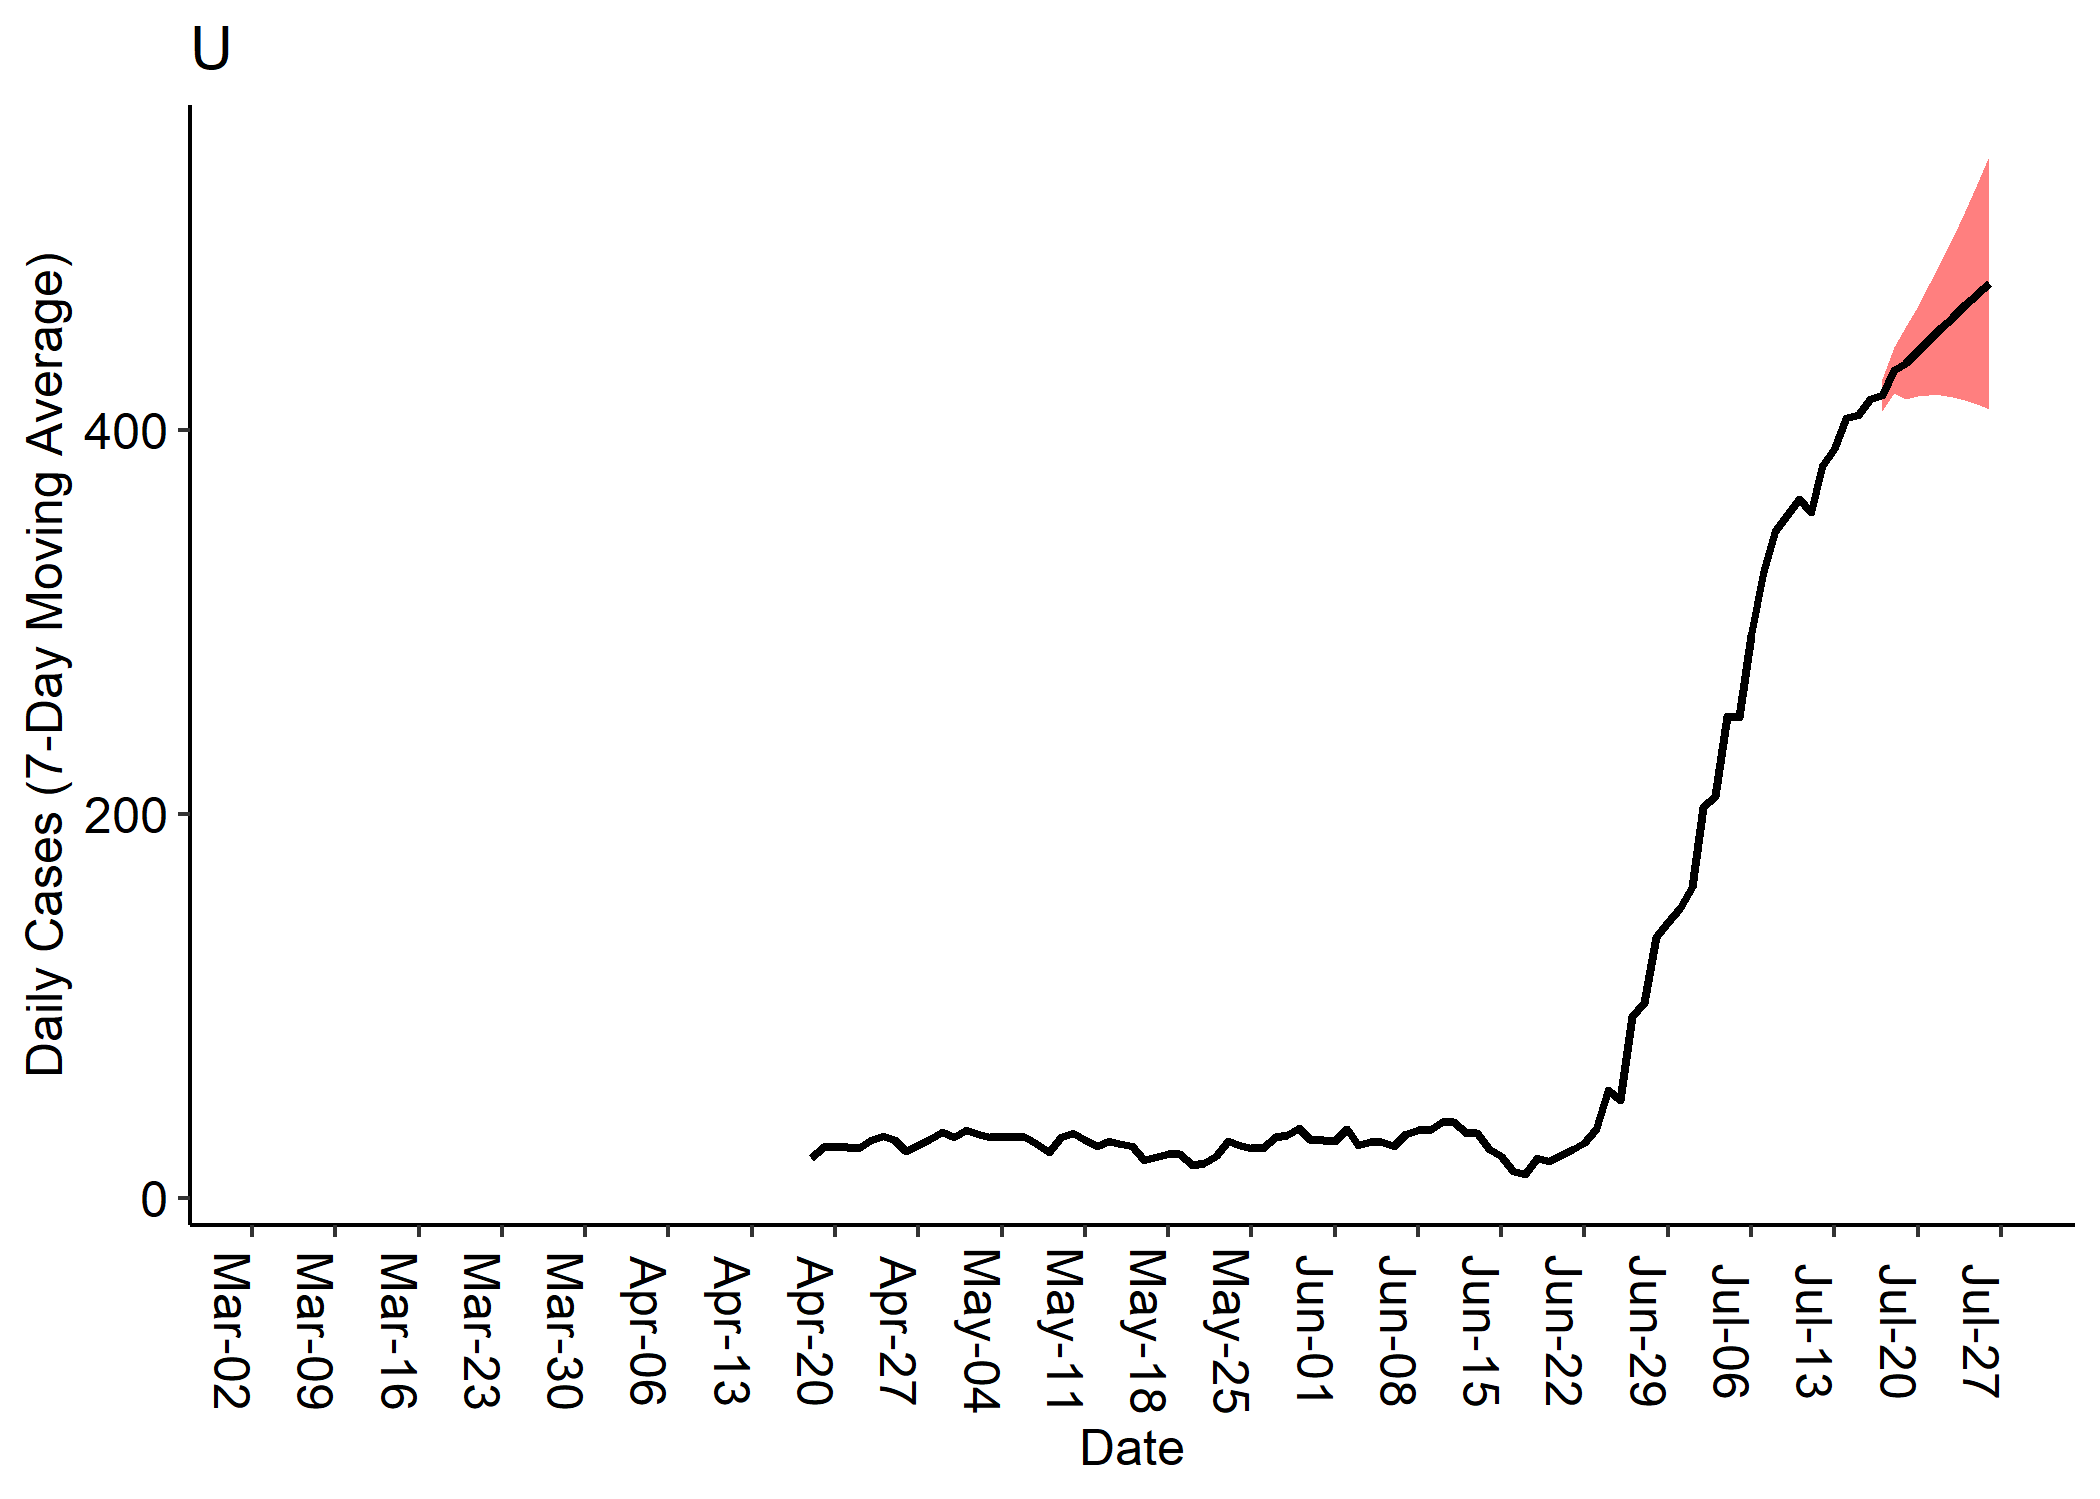 U
Daily Cases (7-Day Moving Average)
400
200
0
Mar-02
Mar-09
Mar-16
Mar-23
Mar-30
Apr-06
Apr-13
Apr-20
Apr-27
May-04
May-11
May-18
May-25
Jun-01
Jun-08
Jun-15
Jun-22
Jun-29
Jul-06
Jul-13
Jul-20
Jul-27
Date